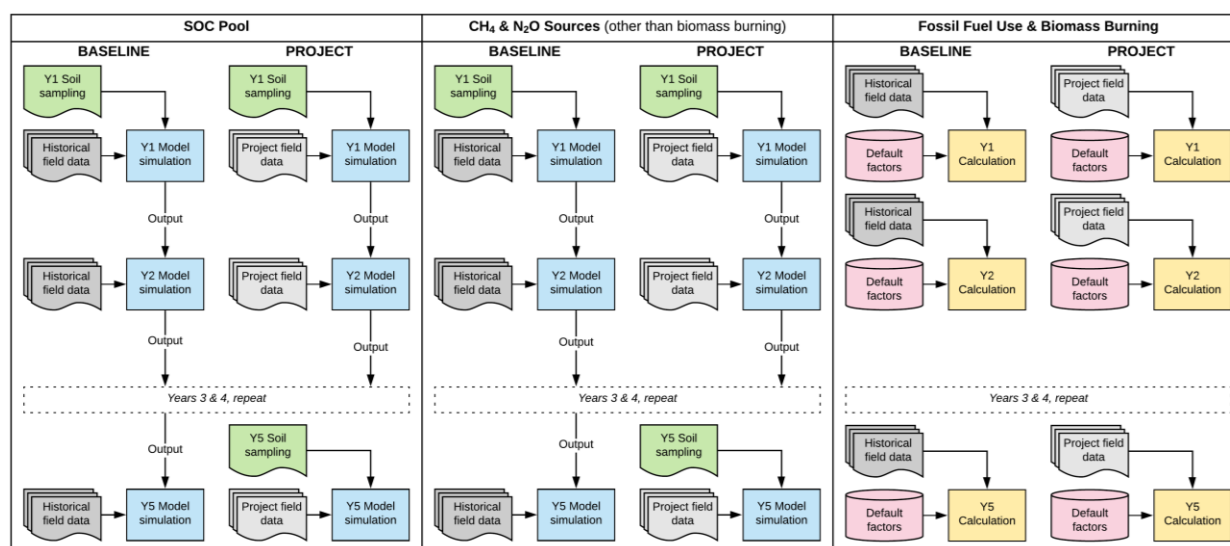 SOC Pool
BASELINE
PROJECT
Y1 Soil
sampling
Y1 Soil
sampling
Historical
field data
Y1 Model
simulation
Project field
data
Y1 Model
simulation
Output
Output
Historical
field data
Y2 Model
simulation
Project field
data
Y2 Model
simulation
Output
Years 3 & 4, repeat
Output
Y5 Soil
sampling
Historical
field data
Y5 Model
simulation
Project field
data
Y5 Model
simulation
CH₄ & N₂O Sources (other than biomass burning)
BASELINE
PROJECT
Y1 Soil
sampling
Y1 Soil
sampling
Historical
field data
Y1 Model
simulation
Project field
data
Y1 Model
simulation
Output
Output
Historical
field data
Y2 Model
simulation
Project field
data
Y2 Model
simulation
Output
Output
Years 3 & 4, repeat
Output
Y5 Soil
sampling
Historical
field data
Y5 Model
simulation
Project field
data
Y5 Model
simulation
Fossil Fuel Use & Biomass Burning
BASELINE
PROJECT
Historical
field data
Project field
data
Default
factors
Y1
Calculation
Default
factors
Y1
Calculation
Historical
field data
Project field
data
Default
factors
Y2
Calculation
Default
factors
Y2
Calculation
Years 3 & 4, repeat
Historical
field data
Project field
data
Default
factors
Y5
Calculation
Default
factors
Y5
Calculation